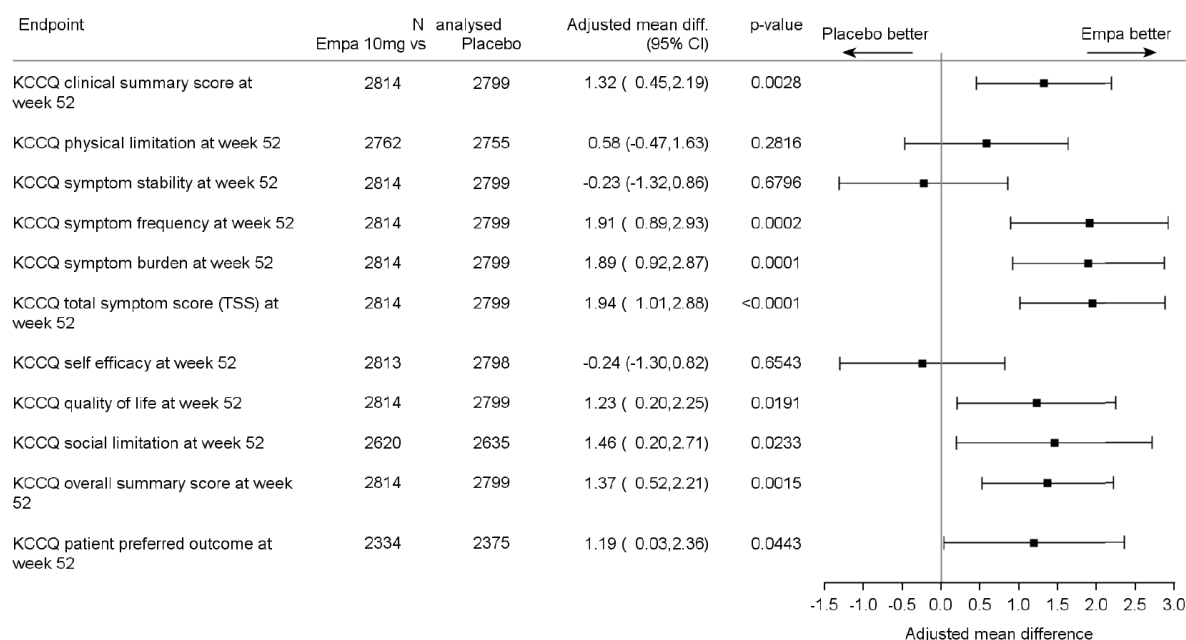 Endpoint N analysed Adjusted mean diff. p-value
Empa 10mg vs Placebo (95% CI)
Placebo better Empa better
KCCQ clinical summary score at 2814 2799 1.32 ( 0.45,2.19) 0.0028
week 52
KCCQ physical limitation at week 52 2762 2755 0.58 (-0.47,1.63) 0.2816
KCCQ symptom stability at week 52 2814 2799 -0.23 (-1.32,0.86) 0.6796
KCCQ symptom frequency at week 52 2814 2799 1.91 ( 0.89,2.93) 0.0002
KCCQ symptom burden at week 52 2814 2799 1.89 ( 0.92,2.87) 0.0001
KCCQ total symptom score (TSS) at 2814 2799 1.94 ( 1.01,2.88) <0.0001
week 52
KCCQ self efficacy at week 52 2813 2798 -0.24 (-1.30,0.82) 0.6543
KCCQ quality of life at week 52 2814 2799 1.23 ( 0.20,2.25) 0.0191
KCCQ social limitation at week 52 2620 2635 1.46 ( 0.20,2.71) 0.0233
KCCQ overall summary score at week 2814 2799 1.37 ( 0.52,2.21) 0.0015
52
KCCQ patient preferred outcome at 2334 2375 1.19 ( 0.03,2.36) 0.0443
week 52
-1.5 -1.0 -0.5 0.0 0.5 1.0 1.5 2.0 2.5 3.0
Adjusted mean difference